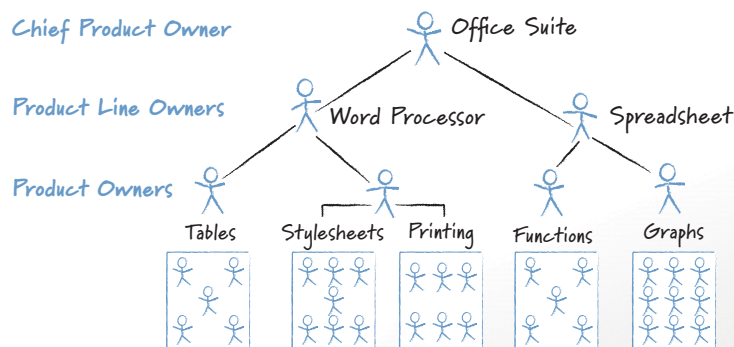 Chief Product Owner
Office Suite
Product Line Owners
Word Processor
Spreadsheet
Product Owners
Tables
Stylesheets
Printing
Functions
Graphs